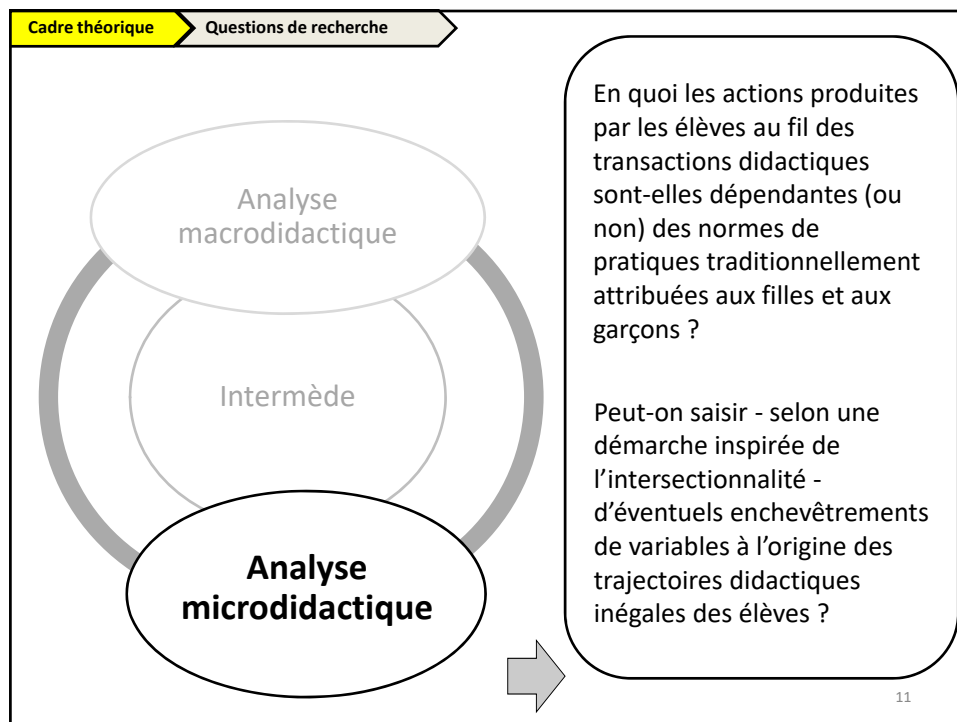 Cadre théorique
Questions de recherche
Analyse
macrodidactique
Intermède
Analyse
microdidactique
En quoi les actions produites
par les élèves au fil des
transactions didactiques
sont-elles dépendantes (ou
non) des normes de
pratiques traditionnellement
attribuées aux filles et aux
garçons ?
Peut-on saisir - selon une
démarche inspirée de
l’intersectionnalité -
d’éventuels enchevêtrements
de variables à l’origine des
trajectoires didactiques
inégales des élèves ?
11